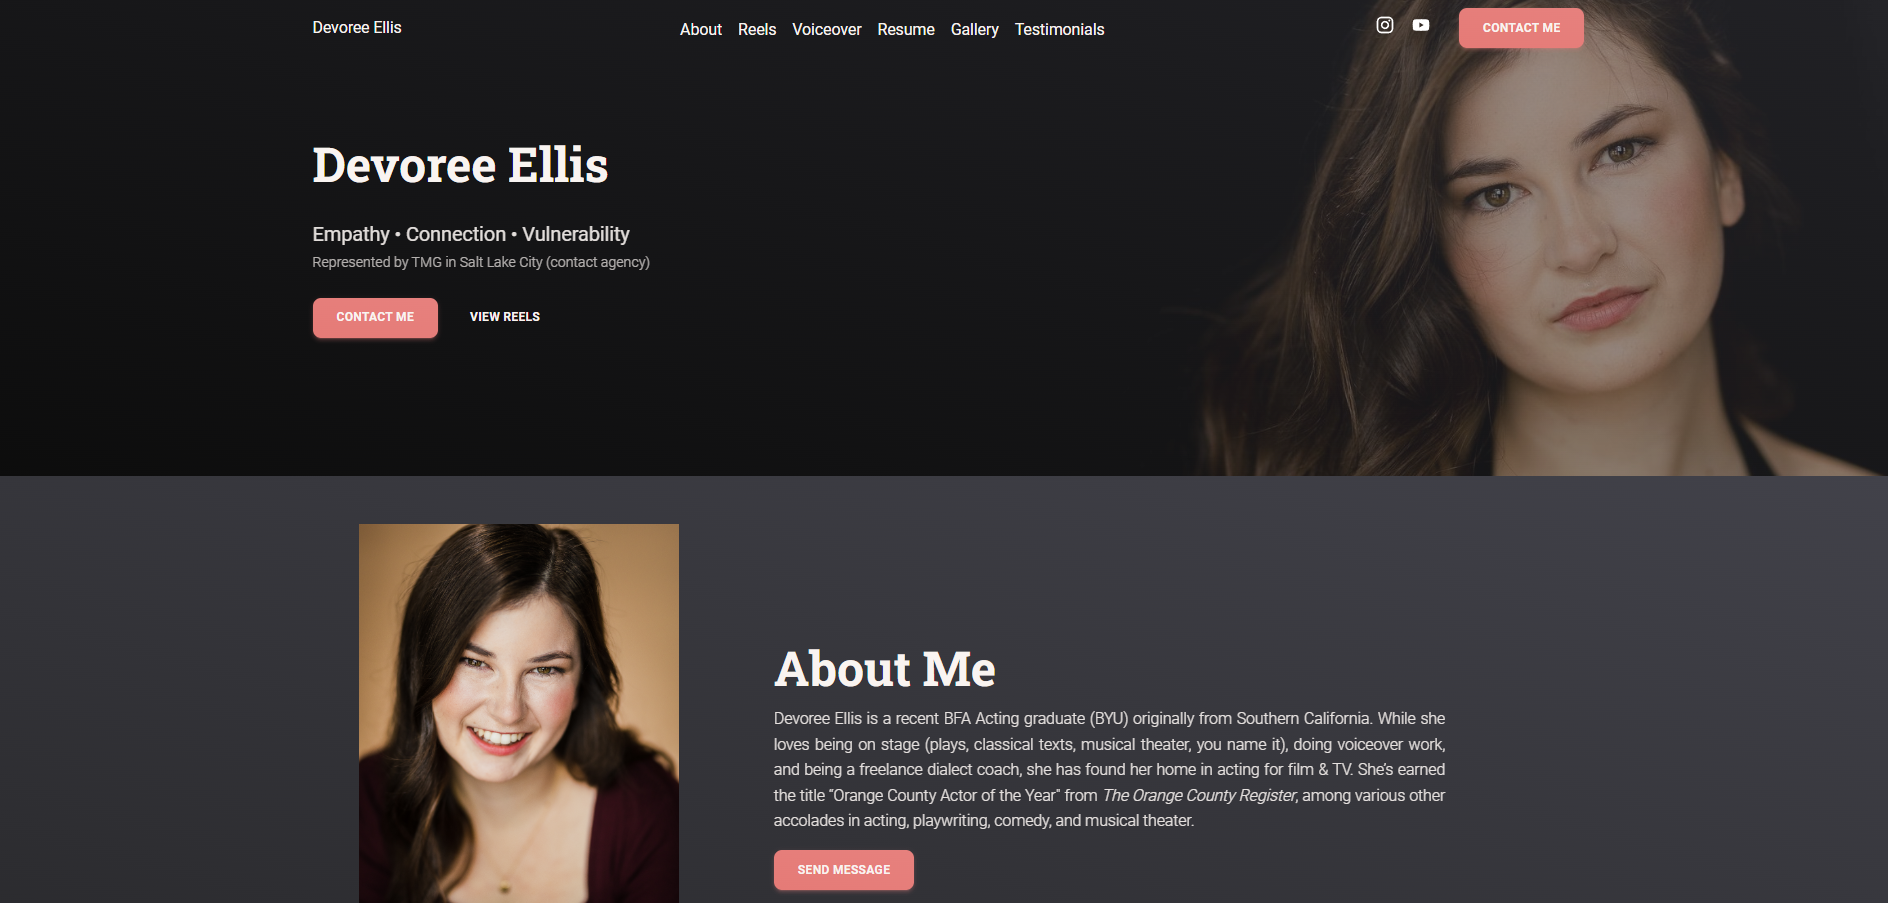 Devoree Ellis
About Reels Voiceover Resume Gallery Testimonials
CONTACT ME
Devoree Ellis
Empathy • Connection • Vulnerability
Represented by TMG in Salt Lake City (contact agency)
CONTACT ME
VIEW REELS
About Me
Devoree Ellis is a recent BFA Acting graduate (BYU) originally from Southern California. While she
loves being on stage (plays, classical texts, musical theater, you name it), doing voiceover work,
and being a freelance dialect coach, she has found her home in acting for film & TV. She's earned
the title "Orange County Actor of the Year" from The Orange County Register, among various other
accolades in acting, playwriting, comedy, and musical theater.
SEND MESSAGE